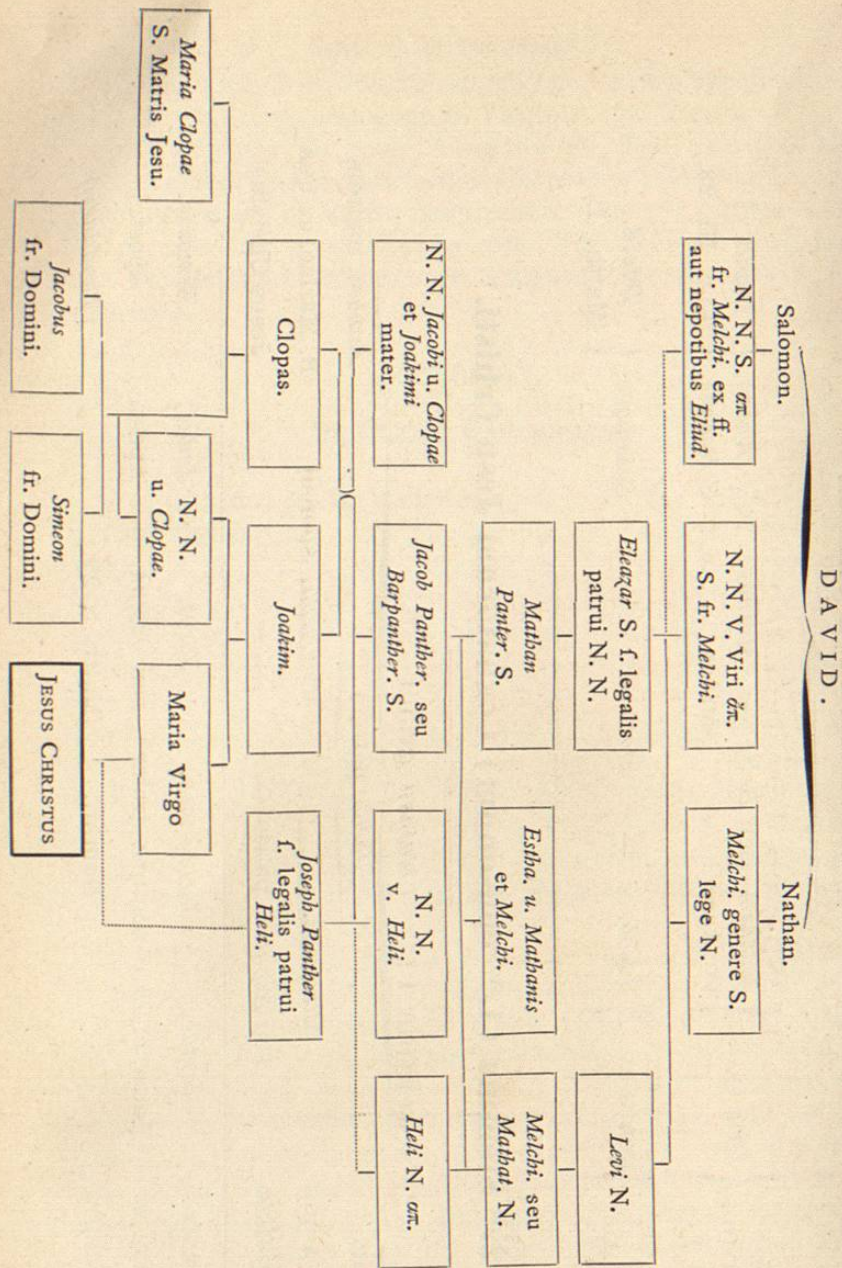 DAVID.
Salomon.
Nathan.
N. N. S. απ
fr. Melchi. ex ff.
aut nepotibus Eliud.
N. N. V. Viri ἄπ.
S. fr. Melchi.
Melchi. genere S.
lege N.
Eleazar S. f. legalis
patrui N. N.
Levi N.
Mathan
Panter. S.
Estha. u. Mathanis
et Melchi.
Melchi. seu
Mathat. N.
N. N. Jacobi u. Clopae
et Joakimi
mater.
Jacob Panther. seu
Barpanther. S.
N. N.
v. Heli.
Heli N. απ.
Clopas.
Joakim.
Joseph Panther
f. legalis patrui
Heli.
Maria Clopae
S. Matris Jesu.
N. N.
u. Clopae.
Maria Virgo
Jacobus
fr. Domini.
Simeon
fr. Domini.
JESUS CHRISTUS